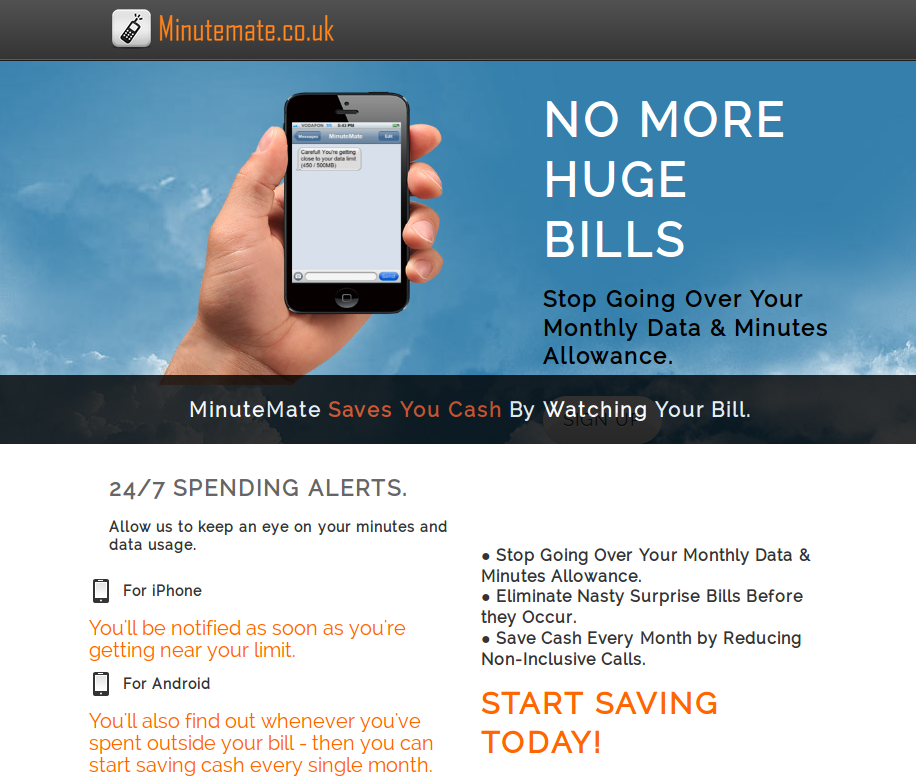 Minutemate.co.uk
VODAFON 3G 5:43 PM
Messages MinuteMate Edit
Careful! You're getting
close to your data limit
(450 / 500MB)
Send
NO MORE
HUGE
BILLS
Stop Going Over Your
Monthly Data & Minutes
Allowance.
SIGN UP
MinuteMate Saves You Cash By Watching Your Bill.
24/7 SPENDING ALERTS.
Allow us to keep an eye on your minutes and
data usage.
For iPhone
You'll be notified as soon as you're
getting near your limit.
For Android
You'll also find out whenever you've
spent outside your bill - then you can
start saving cash every single month.
● Stop Going Over Your Monthly Data &
Minutes Allowance.
● Eliminate Nasty Surprise Bills Before
they Occur.
● Save Cash Every Month by Reducing
Non-Inclusive Calls.
START SAVING
TODAY!